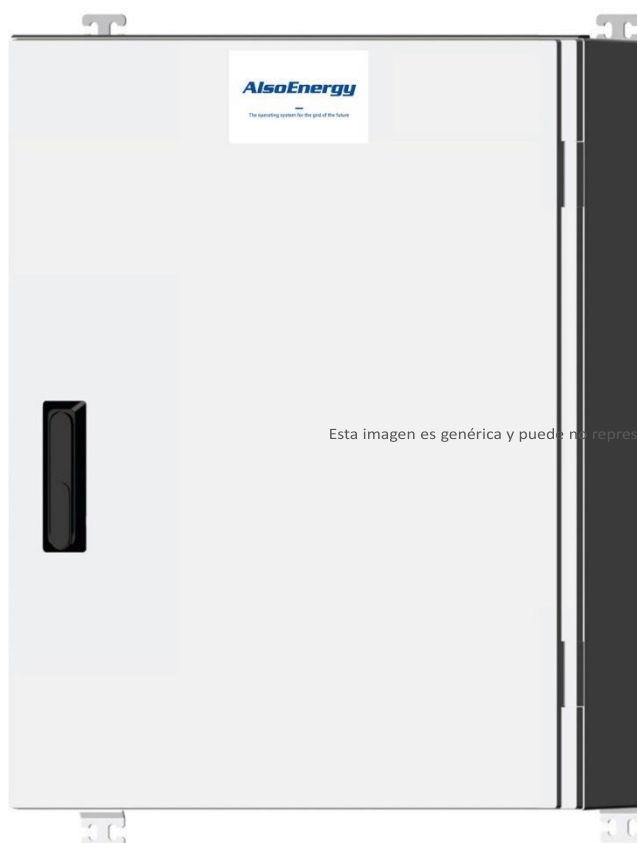 AlsoEnergy
The operating system for the grid of the future
Esta imagen es genérica y puede no repres